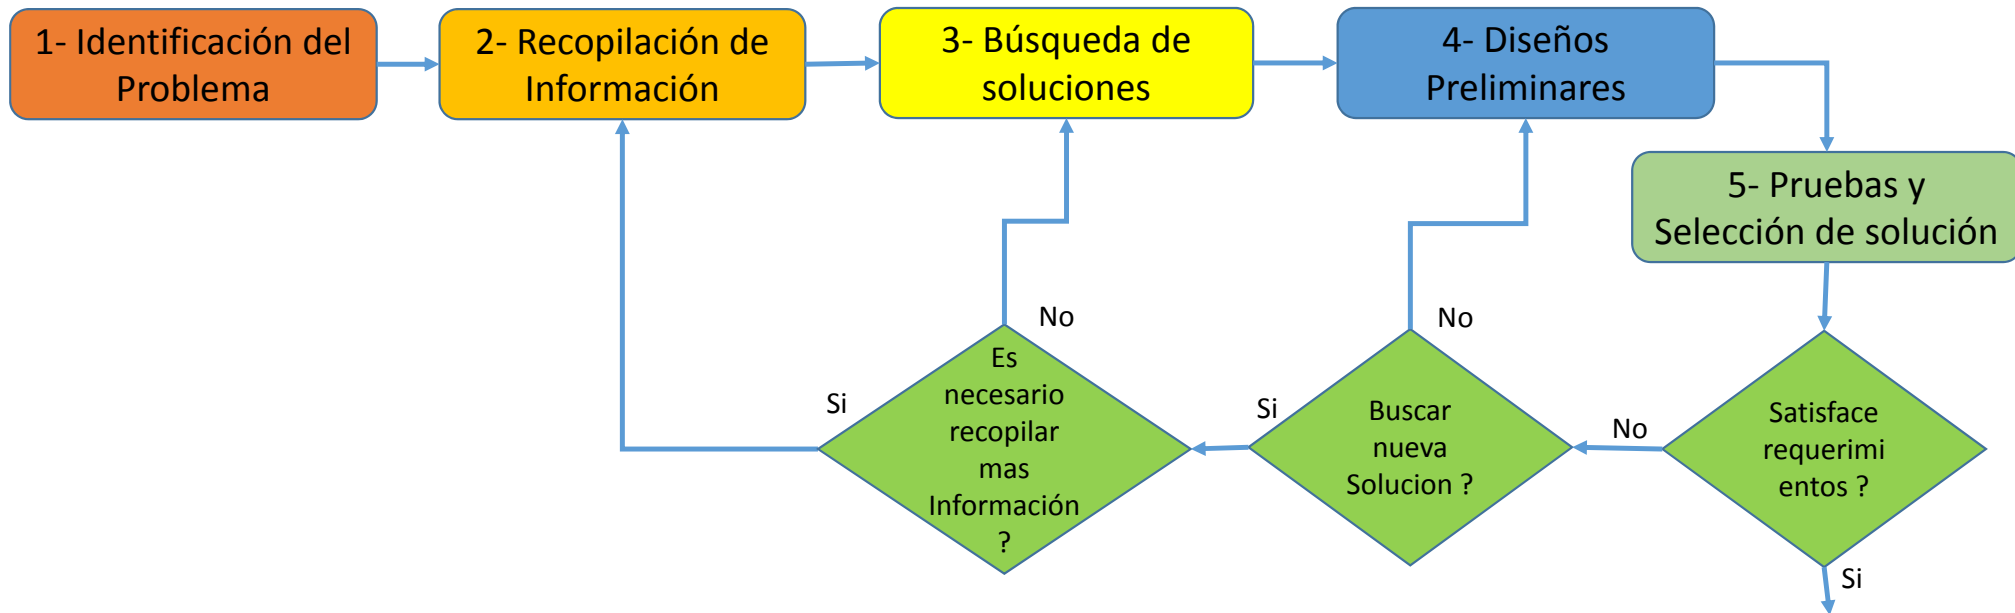 1- Identificación del
Problema
2- Recopilación de
Información
3- Búsqueda de
soluciones
4- Diseños
Preliminares
5- Pruebas y
Selección de solución
No
No
Es
necesario
recopilar
mas
Información
?
Si
Si
Buscar
nueva
Solucion ?
No
Satisface
requerimi
entos ?
Si